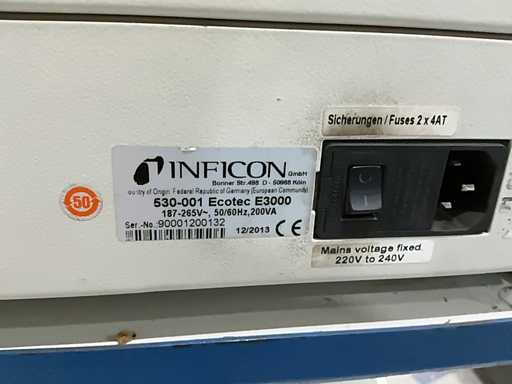 Sicherungen / Fuses 2 x 4AT
INFICON GmbH
Bonner Str.498 D - 50968 Köln
ountry of Origin: Federal Republic of Germany (European Community)
530-001 Ecotec E3000
187-265V~, 50/60Hz,200VA
Ser.-No. 90001200132
12/2013
50
Mains voltage fixed
220V to 240V